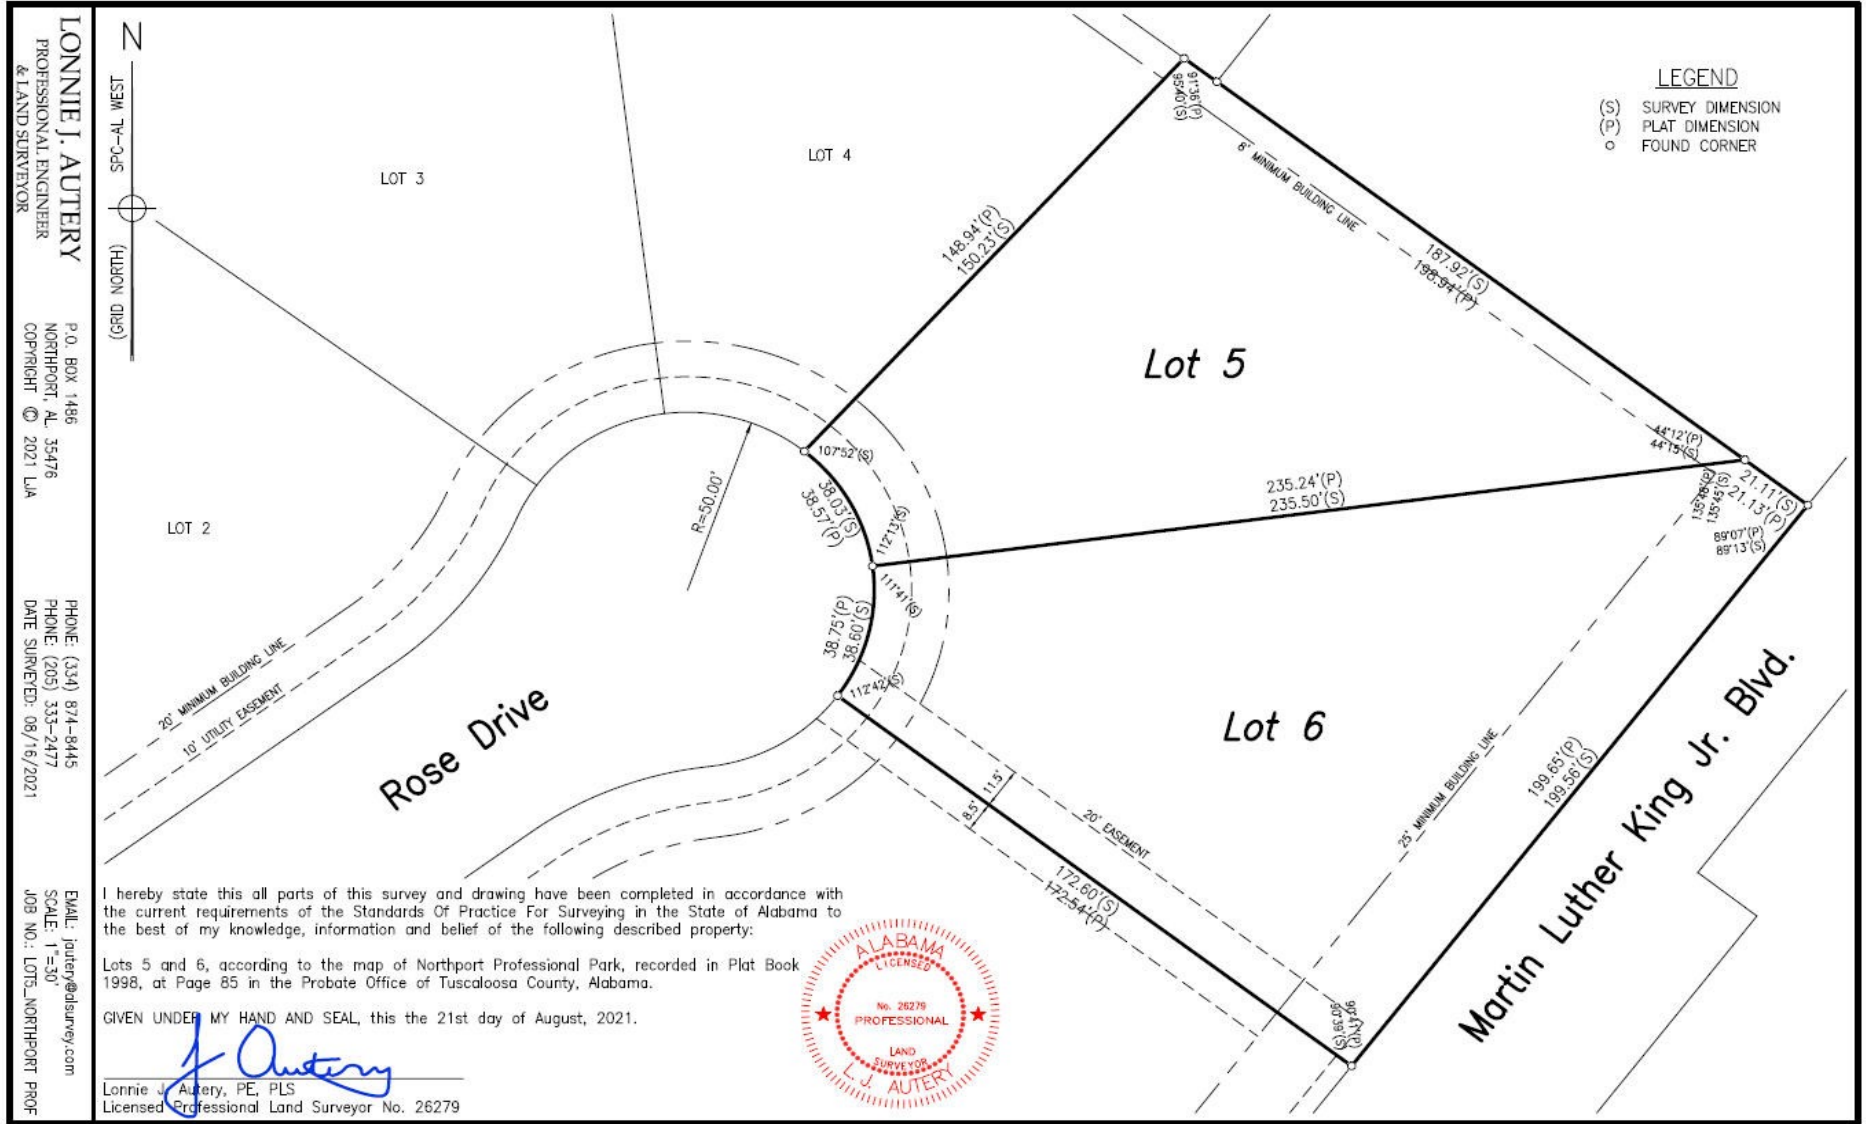 LONNIE J. AUTERY
PROFESSIONAL ENGINEER
& LAND SURVEYOR
P.O. BOX 1486
NORTHPORT, AL. 35476
COPYRIGHT © 2021 LJA
PHONE: (334) 874-8445
PHONE: (205) 333-2477
DATE SURVEYED: 08/16/2021
EMAIL: jautery@alsurvey.com
SCALE: 1"=30'
JOB NO.: LOT5_NORTHPORT PROF
N
SPC-AL WEST
(GRID NORTH)
LEGEND
(S) SURVEY DIMENSION
(P) PLAT DIMENSION
FOUND CORNER
LOT 3
LOT 4
LOT 2
91°36'(P)
95°40'(S)
8' MINIMUM BUILDING LINE
148.94'(P)
150.23'(S)
187.92'(S)
198.94'(P)
Lot 5
44°12'(P)
44°15'(S)
107°52'(S)
38.03'(S)
38.57'(P)
R=50.00'
112°13'(S)
235.24'(P)
235.50'(S)
21.11'(S)
21.13'(P)
135°48'(P)
135°45'(S)
89°07'(P)
89°13'(S)
111°41'(S)
38.75'(P)
38.60'(S)
112°42'(S)
20' MINIMUM BUILDING LINE
10' UTILITY EASEMENT
Rose Drive
Lot 6
11.5'
8.5'
20' EASEMENT
25' MINIMUM BUILDING LINE
199.65'(P)
199.56'(S)
Martin Luther King Jr. Blvd.
172.60'(S)
172.54'(P)
90°41'(P)
90°39'(S)
I hereby state this all parts of this survey and drawing have been completed in accordance with
the current requirements of the Standards Of Practice For Surveying in the State of Alabama to
the best of my knowledge, information and belief of the following described property:
Lots 5 and 6, according to the map of Northport Professional Park, recorded in Plat Book
1998, at Page 85 in the Probate Office of Tuscaloosa County, Alabama.
GIVEN UNDER MY HAND AND SEAL, this the 21st day of August, 2021.
J Autery
Lonnie J. Autery, PE, PLS
Licensed Professional Land Surveyor No. 26279
ALABAMA
LICENSED
No. 26279
PROFESSIONAL
LAND
SURVEYOR
L. J. AUTERY